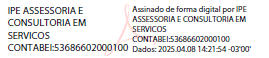 IPE ASSESSORIA E
CONSULTORIA EM
SERVICOS
CONTABEI:53686602000100
Assinado de forma digital por IPE
ASSESSORIA E CONSULTORIA EM
SERVICOS
CONTABEI:53686602000100
Dados: 2025.04.08 14:21:54 -03'00'